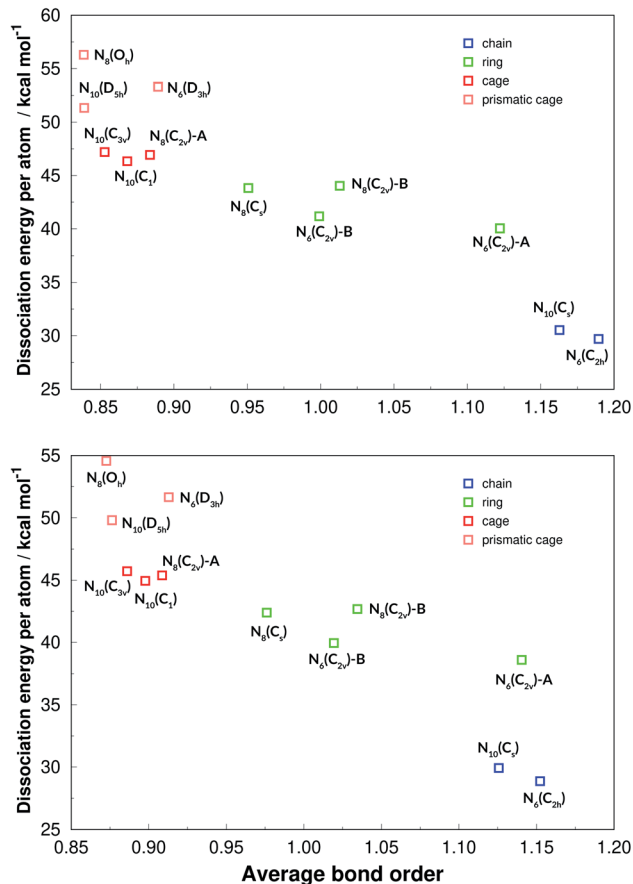 60
55
50
45
40
35
30
25
Dissociation energy per atom / kcal mol⁻¹
chain
ring
cage
prismatic cage
N₈(Oₕ)
N₁₀(D₅ₕ)
N₆(D₃ₕ)
N₁₀(C₃ᵥ)
N₈(C₂ᵥ)-A
N₁₀(C₁)
N₈(Cₛ)
N₈(C₂ᵥ)-B
N₆(C₂ᵥ)-B
N₆(C₂ᵥ)-A
N₁₀(Cₛ)
N₆(C₂ₕ)
0.85 0.90 0.95 1.00 1.05 1.10 1.15 1.20
55
50
45
40
35
30
25
Dissociation energy per atom / kcal mol⁻¹
chain
ring
cage
prismatic cage
N₈(Oₕ)
N₆(D₃ₕ)
N₁₀(D₅ₕ)
N₈(C₂ᵥ)-A
N₁₀(C₃ᵥ)
N₁₀(C₁)
N₈(Cₛ)
N₈(C₂ᵥ)-B
N₆(C₂ᵥ)-B
N₆(C₂ᵥ)-A
N₁₀(Cₛ)
N₆(C₂ₕ)
0.85 0.90 0.95 1.00 1.05 1.10 1.15 1.20
Average bond order